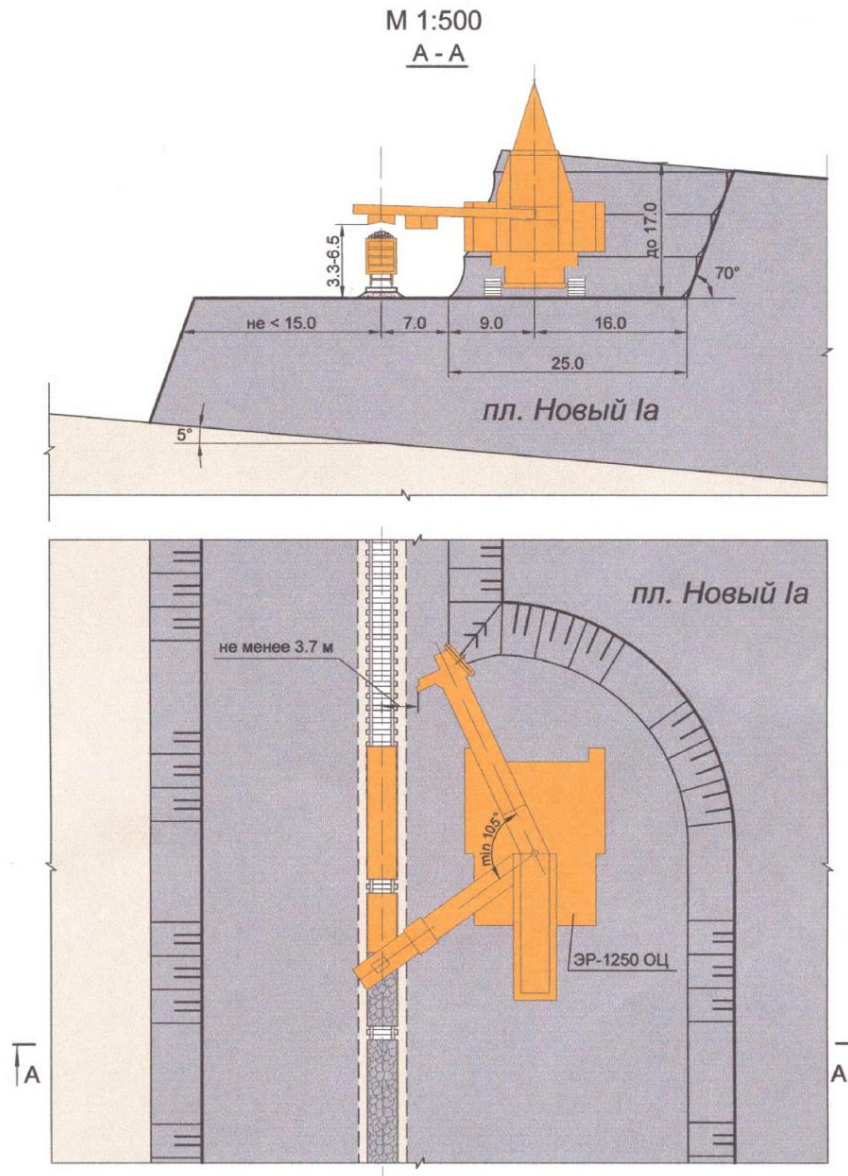 М 1:500
А - А
3.3-6.5
до 17.0
70°
не < 15.0
7.0
9.0
16.0
25.0
пл. Новый Iа
5°
пл. Новый Iа
не менее 3.7 м
min 105°
ЭР-1250 ОЦ
А
А